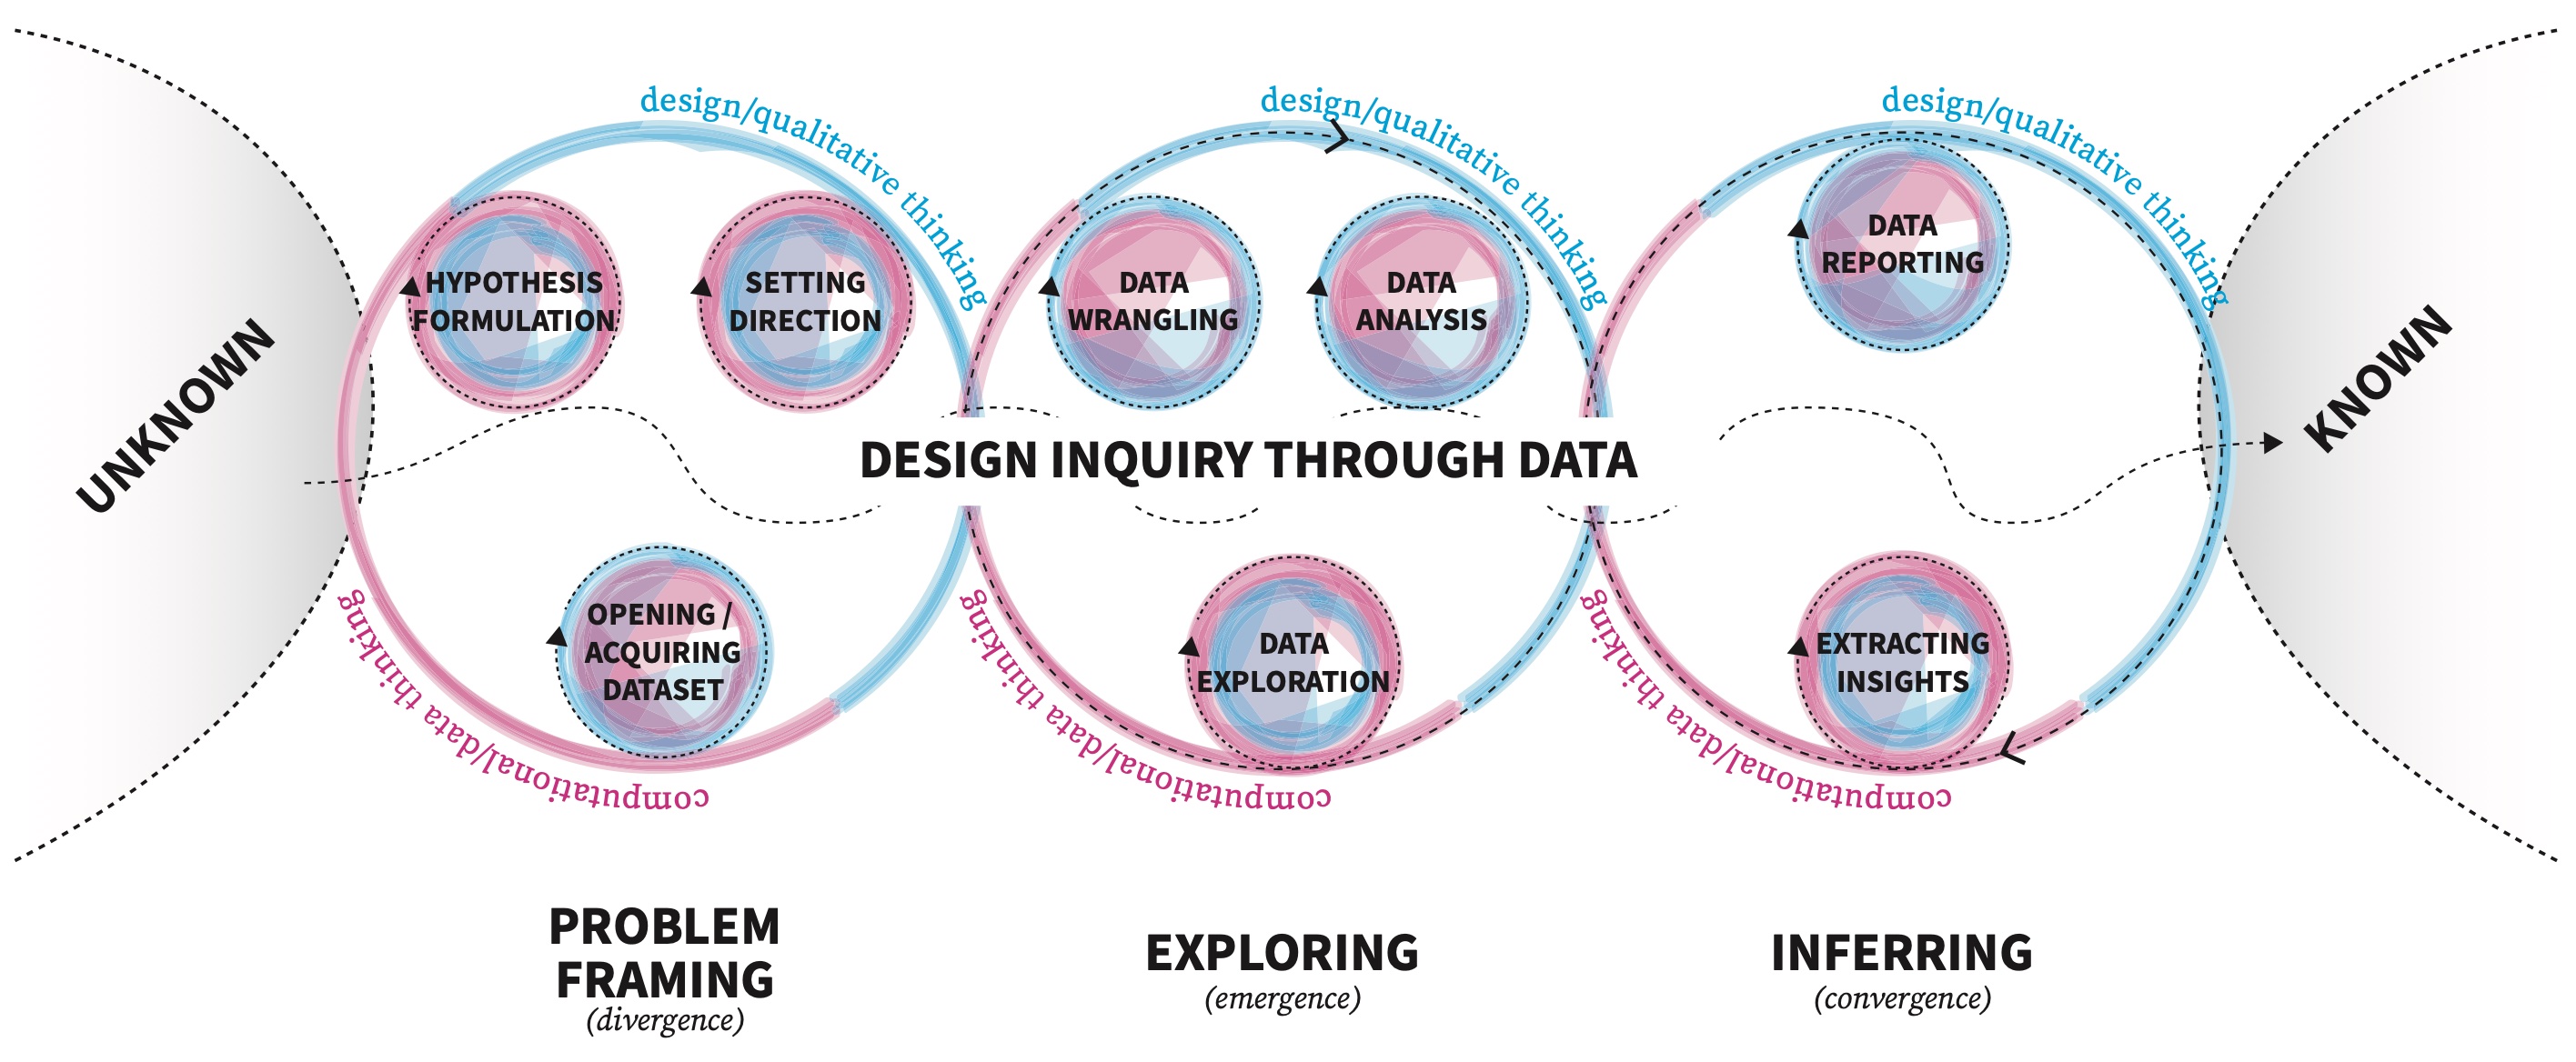 UNKNOWN
design/qualitative thinking
HYPOTHESIS
FORMULATION
SETTING
DIRECTION
OPENING /
ACQUIRING
DATASET
computational/data thinking
design/qualitative thinking
DATA
WRANGLING
DATA
ANALYSIS
DESIGN INQUIRY THROUGH DATA
DATA
EXPLORATION
computational/data thinking
design/qualitative thinking
DATA
REPORTING
EXTRACTING
INSIGHTS
computational/data thinking
KNOWN
PROBLEM
FRAMING
(divergence)
EXPLORING
(emergence)
INFERRING
(convergence)